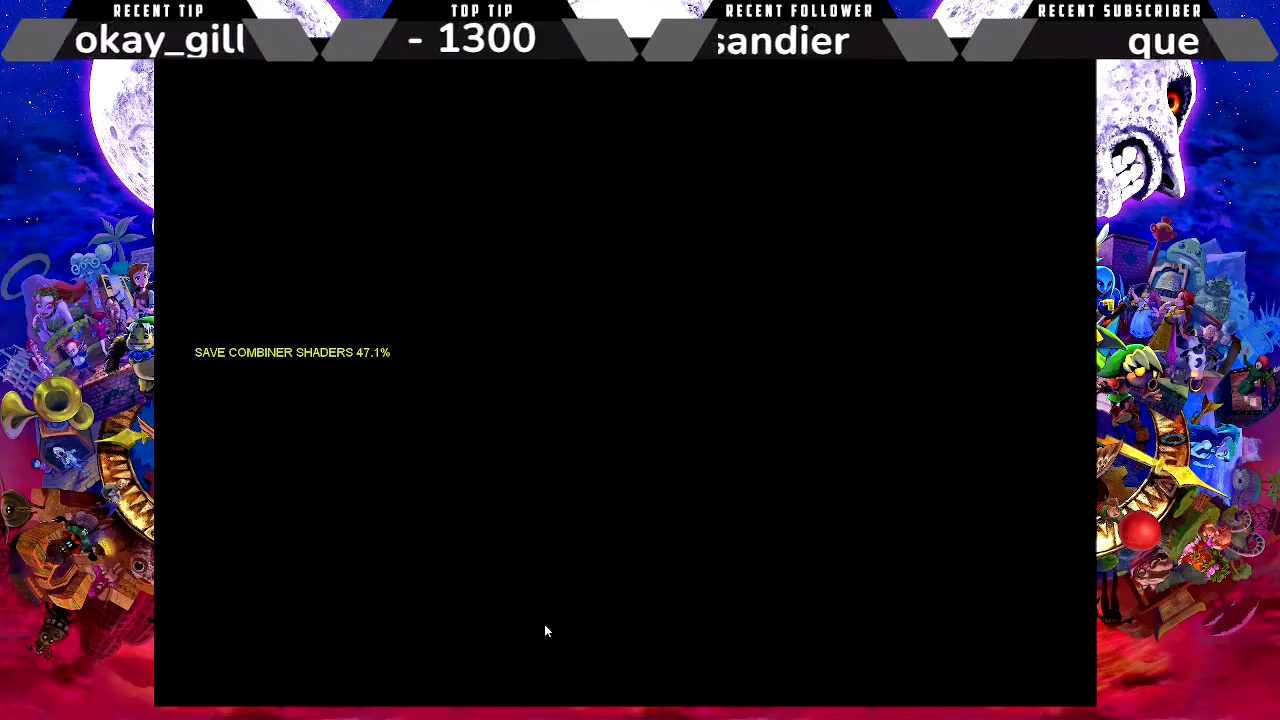 RECENT TIP
TOP TIP
RECENT FOLLOWER
RECENT SUBSCRIBER
okay_gill
- 1300
sandier
que
SAVE COMBINER SHADERS 47.1%